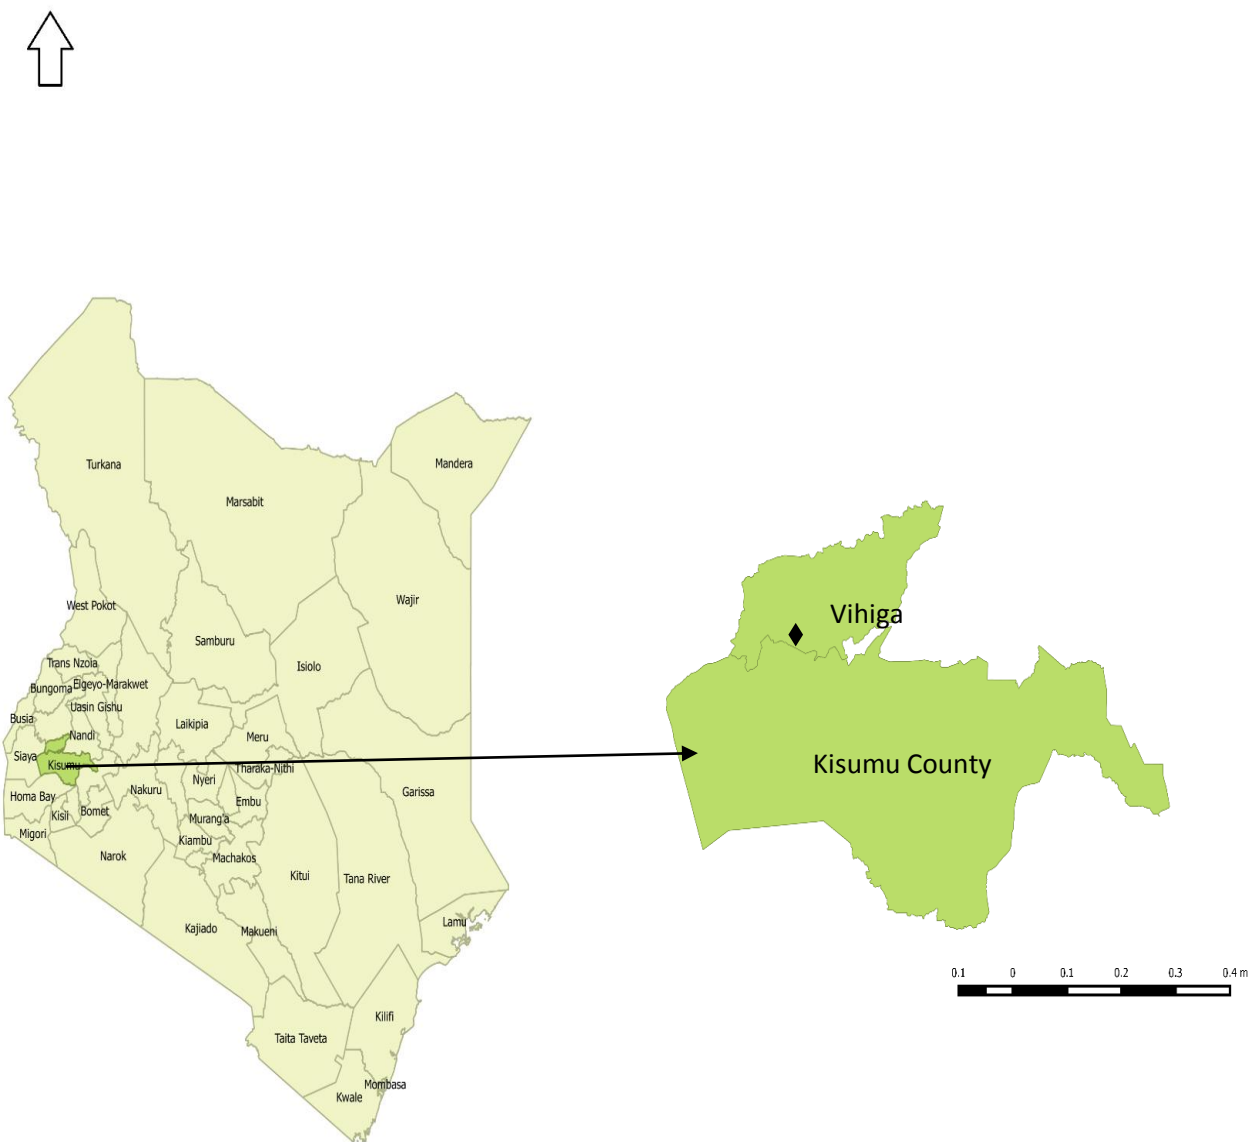 Turkana
Mandera
Marsabit
Wajir
West Pokot
Samburu
Isiolo
Trans Nzoia
Elgeyo-Marakwet
Bungoma
Uasin Gishu
Busia
Laikipia
Nandi
Meru
Siaya
Kisumu
Tharaka-Nithi
Nyeri
Nakuru
Garissa
Homa Bay
Embu
Kisii
Bomet
Murang'a
Migori
Kiambu
Narok
Machakos
Kitui
Tana River
Lamu
Kajiado
Makueni
Kilifi
Taita Taveta
Mombasa
Kwale
Vihiga
Kisumu County
0.1 0 0.1 0.2 0.3 0.4 m